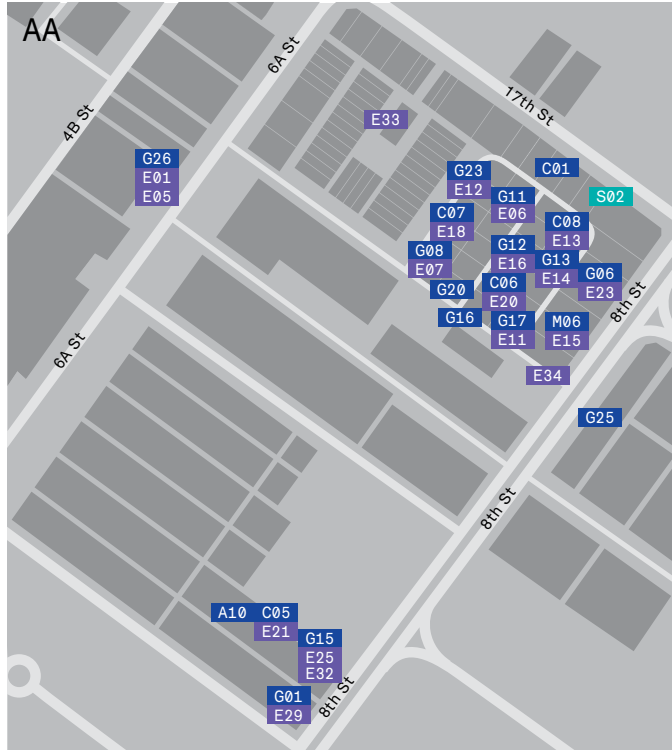 AA
6A St
4B St
17th St
E33
G26
E01
E05
G23
E12
C01
S02
G11
E06
C07
E18
C08
E13
G08
E07
G12
E16
G13
E14
G06
E23
G20
C06
E20
8th St
G16
G17
E11
M06
E15
6A St
E34
G25
8th St
A10
C05
E21
G15
E25
E32
G01
E29
8th St